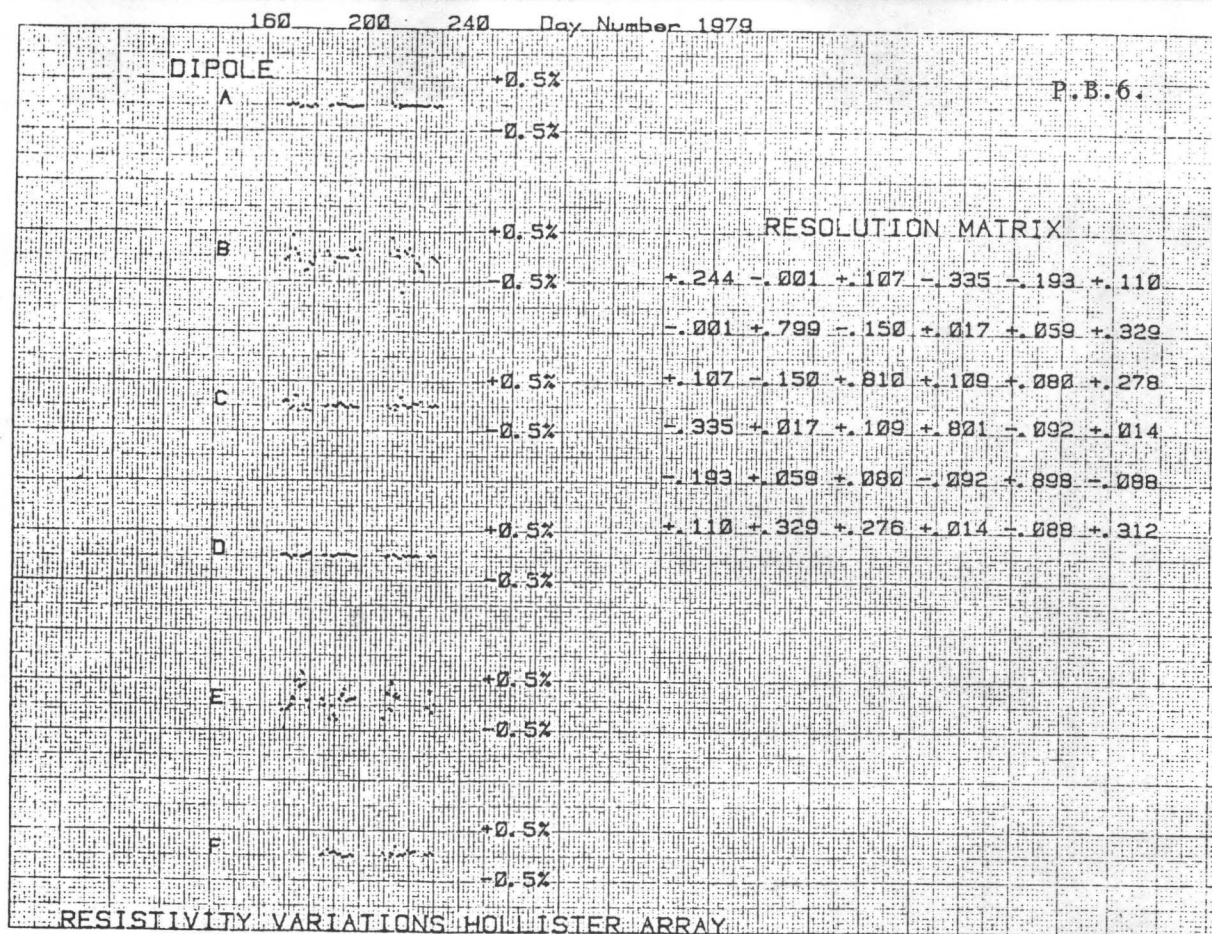 160 200 240 Day Number 1979
DIPOLE
+0.5%
P.B.6.
A
-0.5%
+0.5%
RESOLUTION MATRIX
B
-0.5%
+.244 -.001 +.107 -.335 -.193 +.110
-.001 +.799 -.150 +.017 +.059 +.329
+0.5%
+.107 -.150 +.810 +.109 +.080 +.278
C
-0.5%
-.335 +.017 +.109 +.801 -.092 +.014
-.193 +.059 +.080 -.092 +.898 -.088
+0.5%
+.110 +.329 +.276 +.014 -.088 +.312
D
-0.5%
+0.5%
E
-0.5%
+0.5%
F
-0.5%
RESISTIVITY VARIATIONS HOLLISTER ARRAY